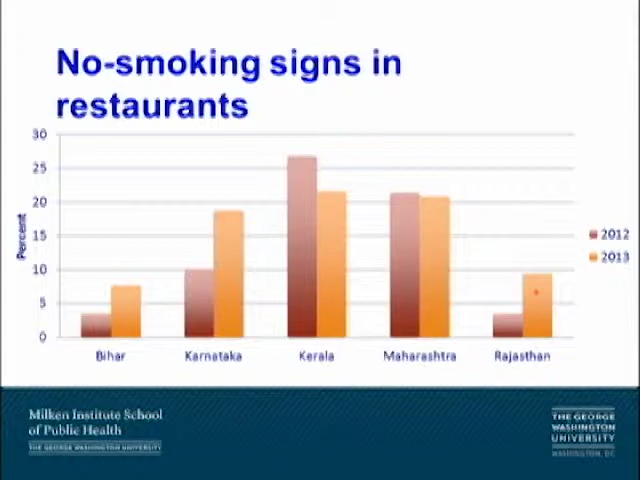 No-smoking signs in
restaurants
30
25
20
15
10
5
0
Percent
2012
2013
Bihar
Karnataka
Kerala
Maharashtra
Rajasthan
Milken Institute School
of Public Health
THE GEORGE WASHINGTON UNIVERSITY
THE GEORGE
WASHINGTON
UNIVERSITY
WASHINGTON, DC